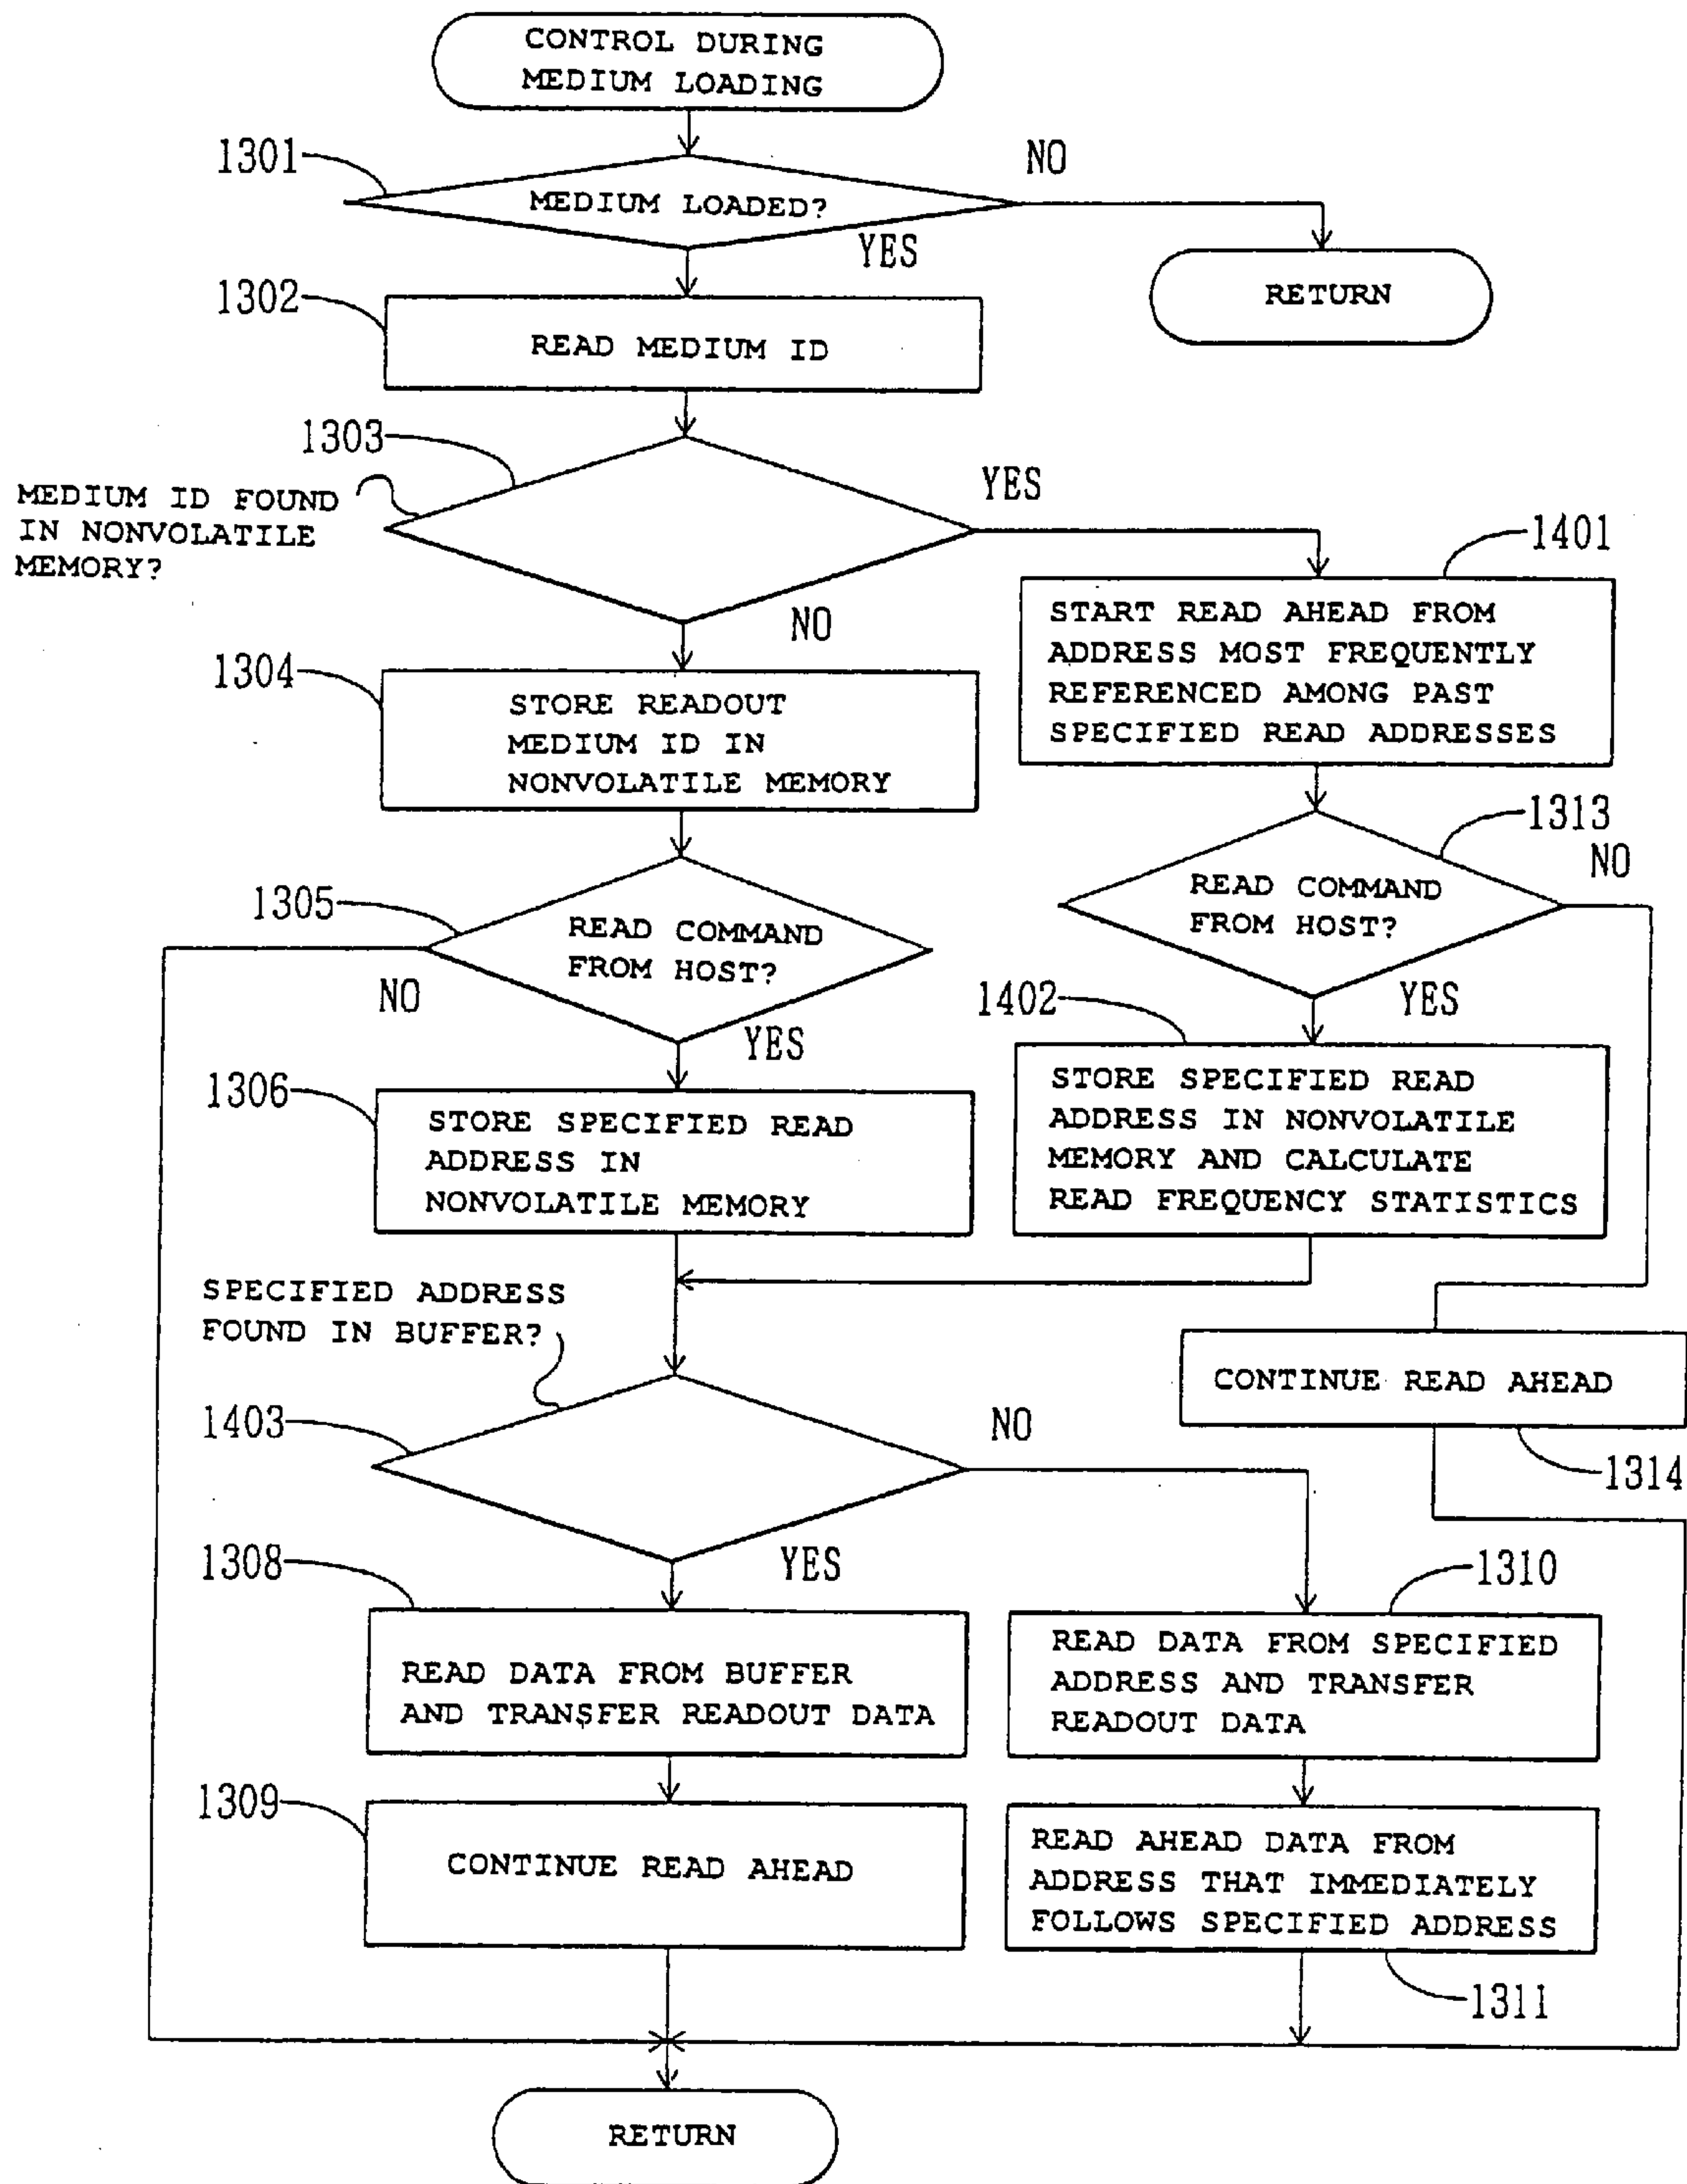 CONTROL DURING
MEDIUM LOADING
1301
NO
MEDIUM LOADED?
YES
RETURN
1302
READ MEDIUM ID
1303
MEDIUM ID FOUND
IN NONVOLATILE
MEMORY?
YES
NO
1401
START READ AHEAD FROM
ADDRESS MOST FREQUENTLY
REFERENCED AMONG PAST
SPECIFIED READ ADDRESSES
1304
STORE READOUT
MEDIUM ID IN
NONVOLATILE MEMORY
1313
NO
READ COMMAND
FROM HOST?
YES
1305
READ COMMAND
FROM HOST?
NO
YES
1402
STORE SPECIFIED READ
ADDRESS IN NONVOLATILE
MEMORY AND CALCULATE
READ FREQUENCY STATISTICS
1306
STORE SPECIFIED READ
ADDRESS IN
NONVOLATILE MEMORY
SPECIFIED ADDRESS
FOUND IN BUFFER?
CONTINUE READ AHEAD
1314
1403
NO
YES
1308
READ DATA FROM BUFFER
AND TRANSFER READOUT DATA
1310
READ DATA FROM SPECIFIED
ADDRESS AND TRANSFER
READOUT DATA
1309
CONTINUE READ AHEAD
READ AHEAD DATA FROM
ADDRESS THAT IMMEDIATELY
FOLLOWS SPECIFIED ADDRESS
1311
RETURN